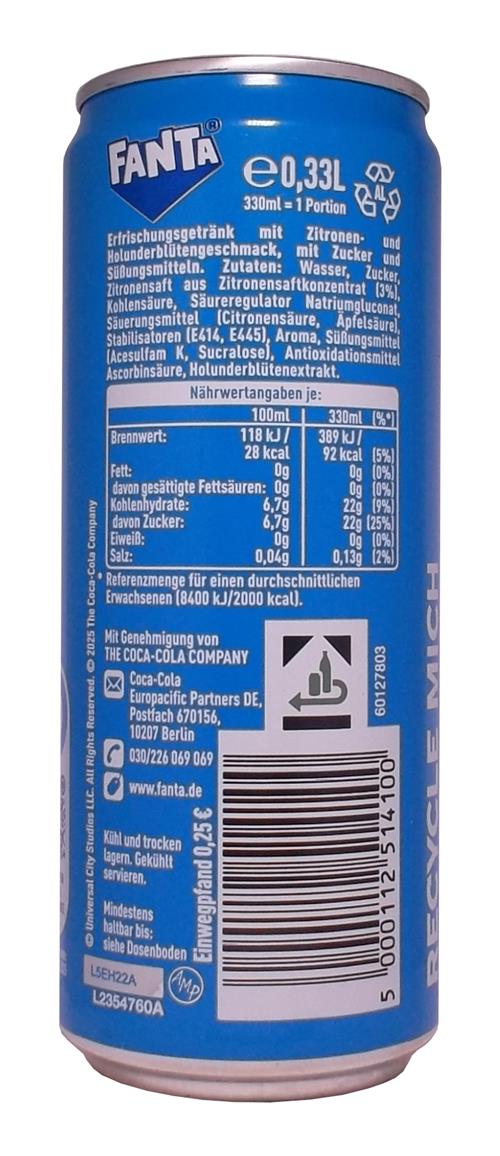 FANTA®
e0,33L
330ml = 1 Portion
AL
Erfrischungsgetränk mit Zitronen- und
Holunderblütengeschmack, mit Zucker und
Süßungsmitteln. Zutaten: Wasser, Zucker,
Zitronensaft aus Zitronensaftkonzentrat (3%),
Kohlensäure, Säureregulator Natriumgluconat,
Säuerungsmittel (Citronensäure, Äpfelsäure),
Stabilisatoren (E414, E445), Aroma, Süßungsmittel
(Acesulfam K, Sucralose), Antioxidationsmittel
Ascorbinsäure, Holunderblütenextrakt.
Nährwertangaben je:
100ml 330ml (%*)
Brennwert: 118 kJ / 389 kJ /
28 kcal 92 kcal (5%)
Fett: 0g 0g (0%)
davon gesättigte Fettsäuren: 0g 0g (0%)
Kohlenhydrate: 6,7g 22g (9%)
davon Zucker: 6,7g 22g (25%)
Eiweiß: 0g 0g (0%)
Salz: 0,04g 0,13g (2%)
* Referenzmenge für einen durchschnittlichen
Erwachsenen (8400 kJ/2000 kcal).
Mit Genehmigung von
THE COCA-COLA COMPANY
Coca-Cola
Europacific Partners DE,
Postfach 670156,
10207 Berlin
030/226 069 069
www.fanta.de
Kühl und trocken
lagern. Gekühlt
servieren.
Mindestens
haltbar bis:
siehe Dosenboden
L5EH22A
L2354760A
AMP
Einwegpfand 0,25 €
60127803
5 000112 514100
© Universal City Studios LLC. All Rights Reserved. © 2025 The Coca-Cola Company
RECYCLE MICH